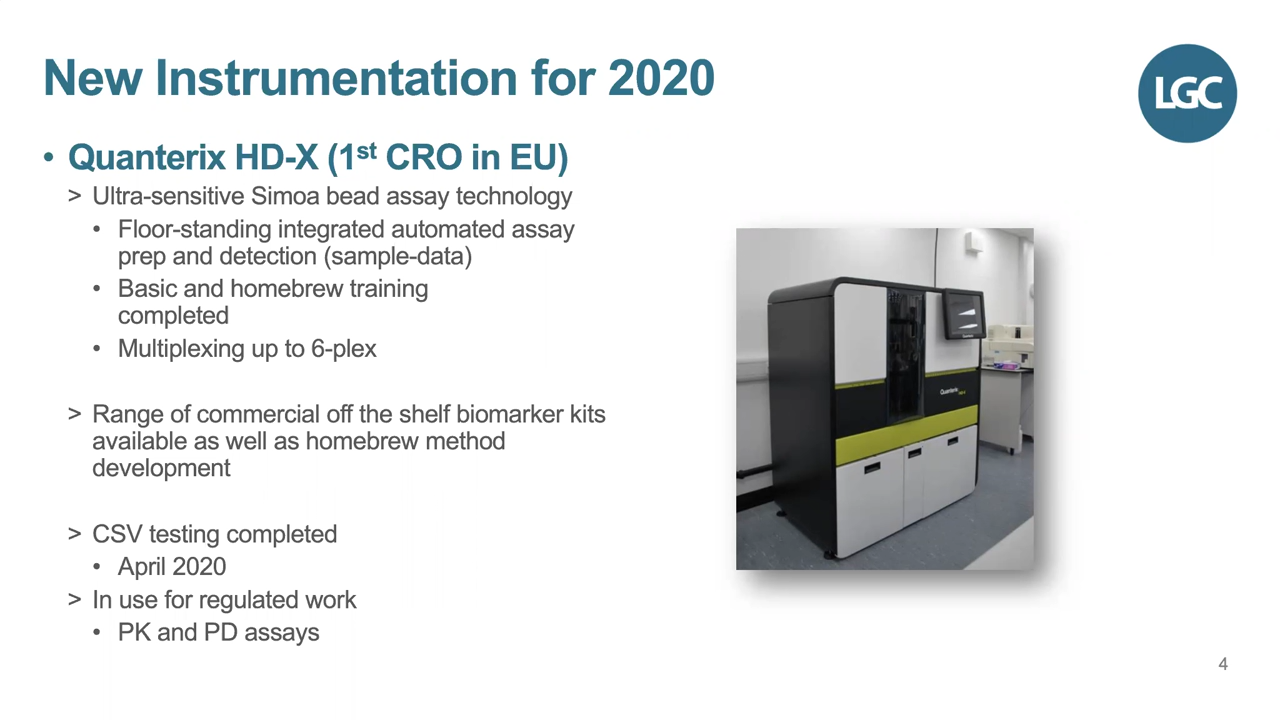 New Instrumentation for 2020
LGC
• Quanterix HD-X (1st CRO in EU)
> Ultra-sensitive Simoa bead assay technology
• Floor-standing integrated automated assay
prep and detection (sample-data)
• Basic and homebrew training
completed
• Multiplexing up to 6-plex
> Range of commercial off the shelf biomarker kits
available as well as homebrew method
development
> CSV testing completed
• April 2020
> In use for regulated work
• PK and PD assays
Quanterix
4